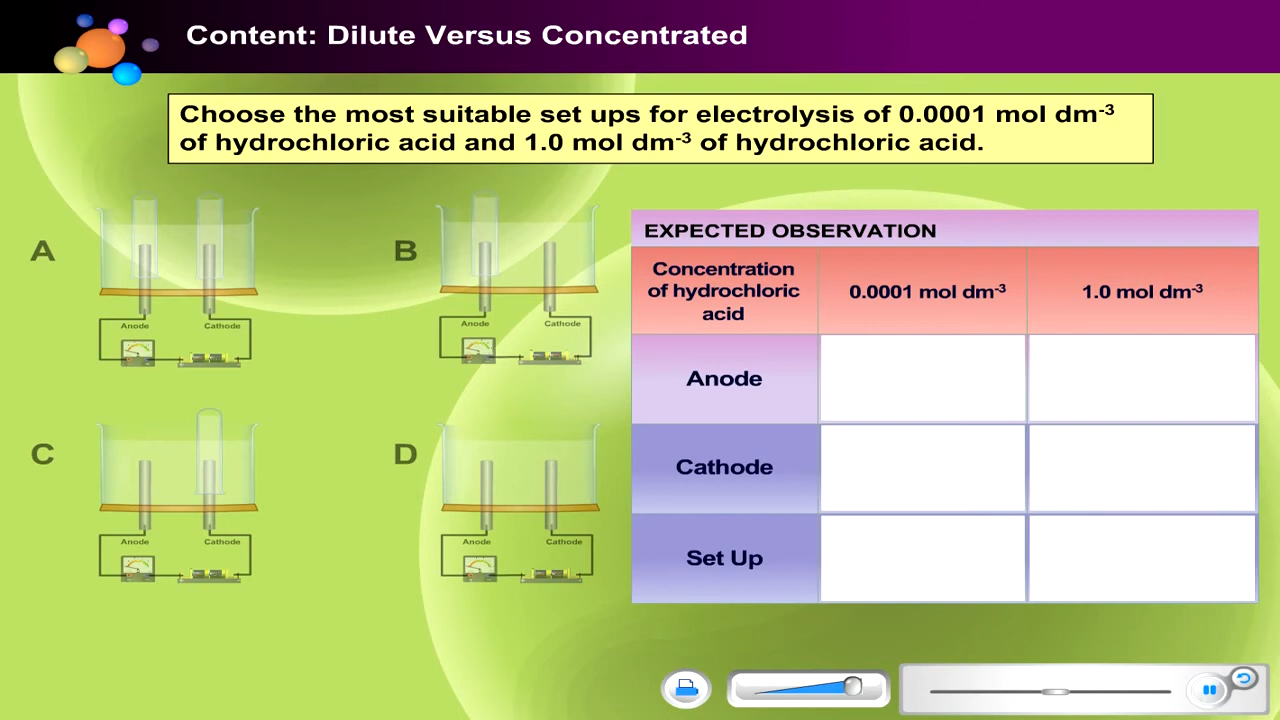 Content: Dilute Versus Concentrated
Choose the most suitable set ups for electrolysis of 0.0001 mol dm⁻³
of hydrochloric acid and 1.0 mol dm⁻³ of hydrochloric acid.
A
Anode Cathode
B
Anode Cathode
C
Anode Cathode
D
Anode Cathode
EXPECTED OBSERVATION
Concentration
of hydrochloric
acid
0.0001 mol dm⁻³
1.0 mol dm⁻³
Anode
Cathode
Set Up